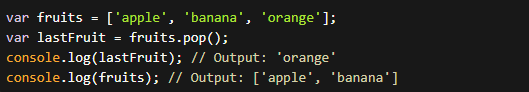 var fruits = ['apple', 'banana', 'orange'];
var lastFruit = fruits.pop();
console.log(lastFruit); // Output: 'orange'
console.log(fruits); // Output: ['apple', 'banana']